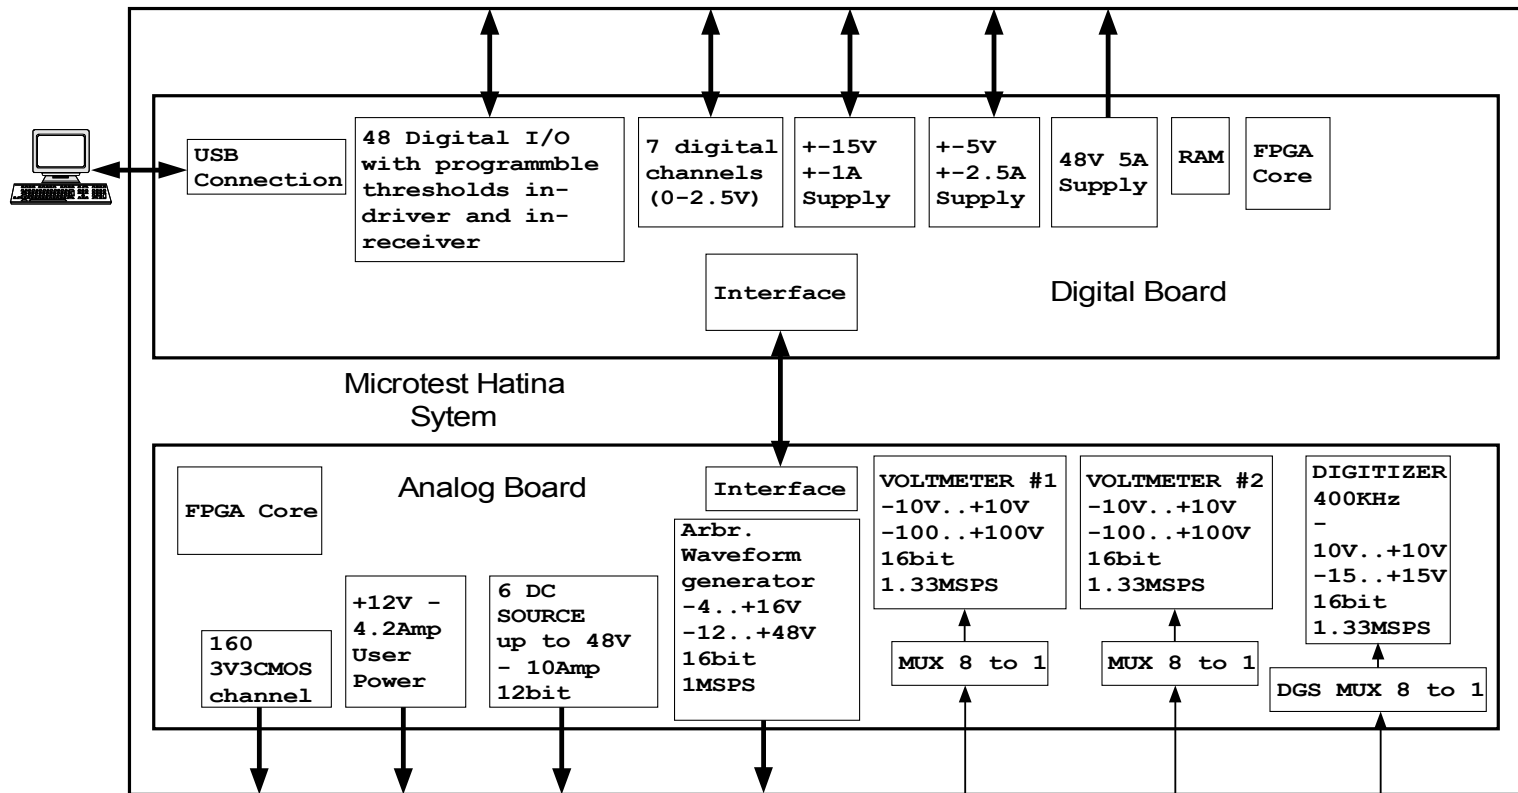 USB
Connection
48 Digital I/O
with programmble
thresholds in-
driver and in-
receiver
7 digital
channels
(0-2.5V)
+-15V
+-1A
Supply
+-5V
+-2.5A
Supply
48V 5A
Supply
RAM
FPGA
Core
Interface
Digital Board
Microtest Hatina
Sytem
FPGA Core
Analog Board
Interface
160
3V3CMOS
channel
+12V -
4.2Amp
User
Power
6 DC
SOURCE
up to 48V
- 10Amp
12bit
Arbr.
Waveform
generator
-4..+16V
-12..+48V
16bit
1MSPS
VOLTMETER #1
-10V..+10V
-100..+100V
16bit
1.33MSPS
MUX 8 to 1
VOLTMETER #2
-10V..+10V
-100..+100V
16bit
1.33MSPS
MUX 8 to 1
DIGITIZER
400KHz
-
10V..+10V
-15..+15V
16bit
1.33MSPS
DGS MUX 8 to 1